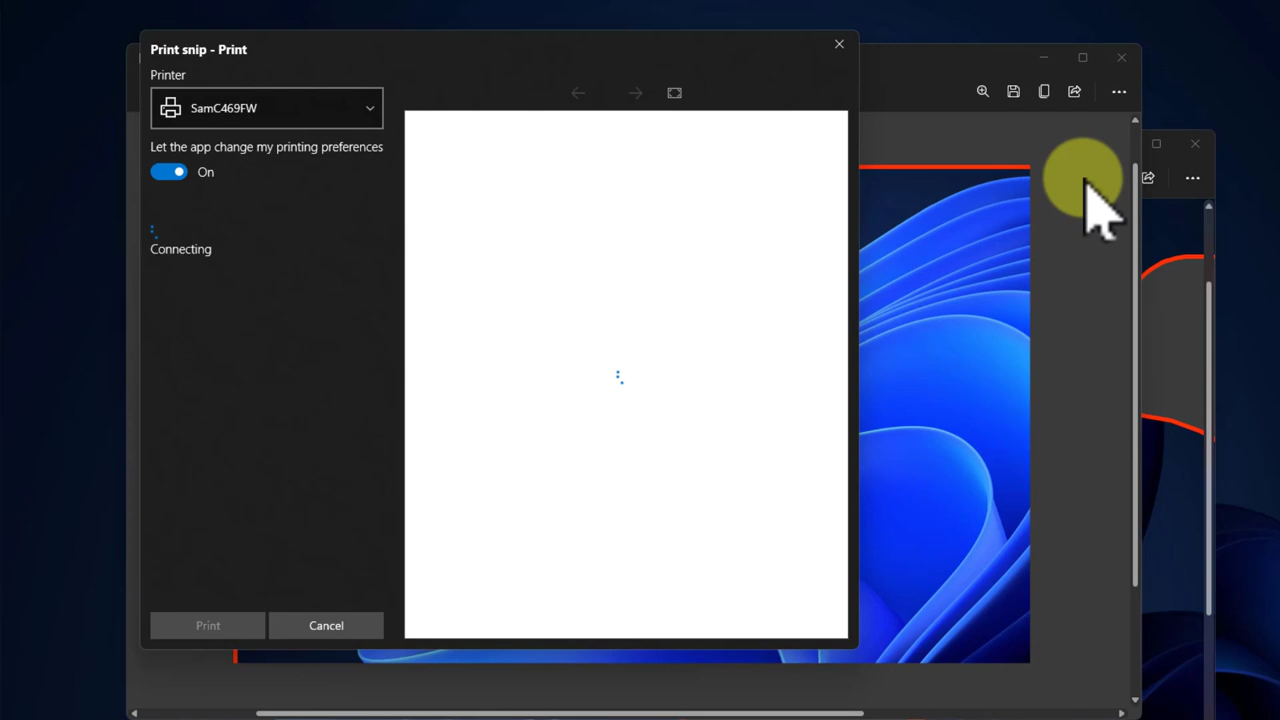 Print snip - Print
Printer
SamC469FW
Let the app change my printing preferences
On
Connecting
Print
Cancel